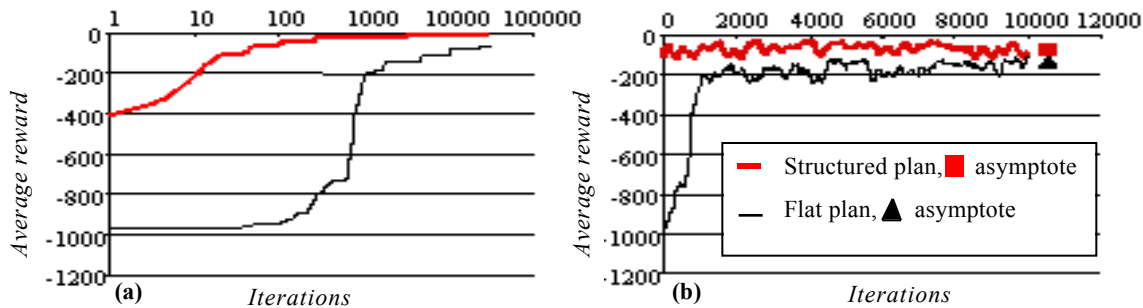 1 10 100 1000 10000 100000
0
-200
-400
-600
-800
-1000
-1200
Average reward
(a)
Iterations
0 2000 4000 6000 8000 10000 12000
0
-200
-400
-600
-800
-1000
-1200
Average reward
Structured plan, asymptote
Flat plan, asymptote
(b)
Iterations